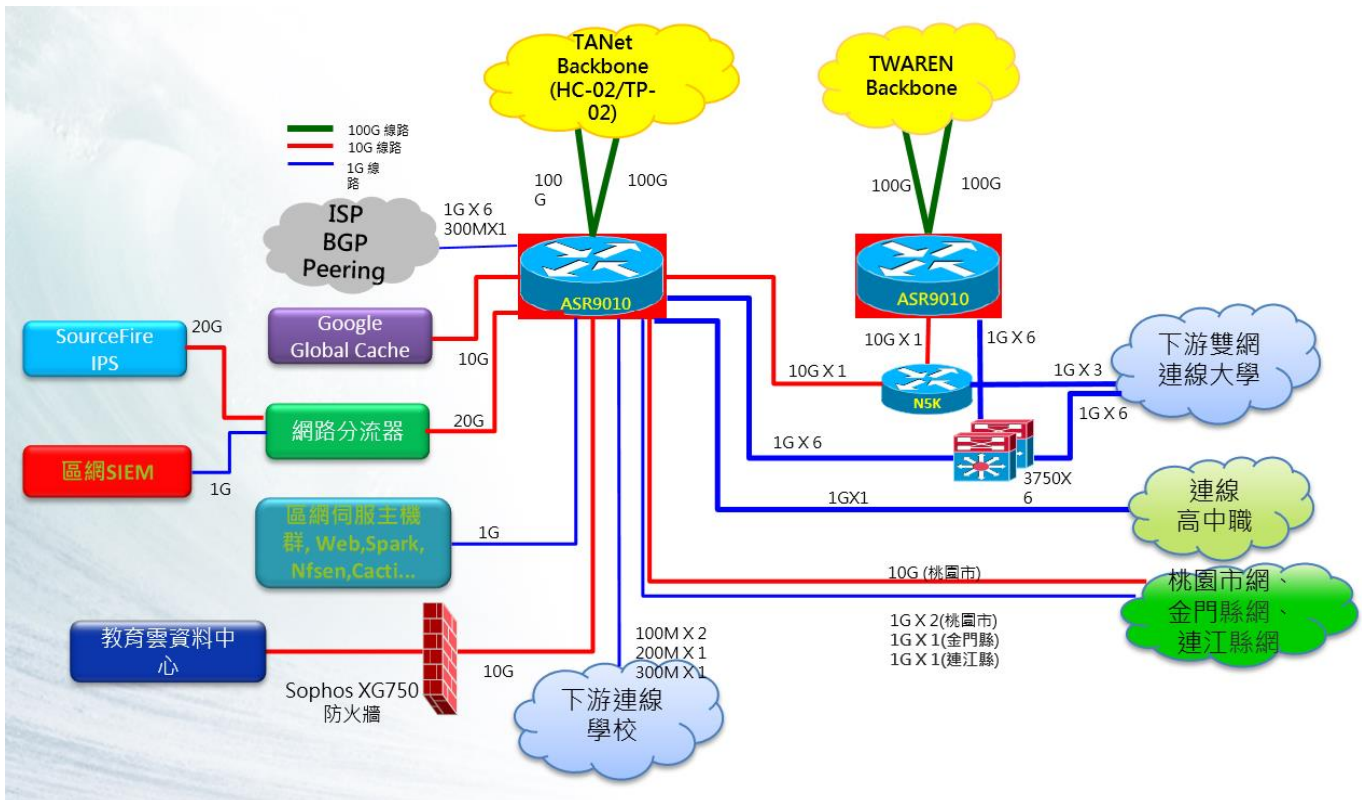 TANet
Backbone
(HC-02/TP-
02)
TWAREN
Backbone
100G 線路
10G 線路
1G 線
路
100
G
100G
100G
100G
ISP
BGP
Peering
1G X 6
300MX1
ASR9010
ASR9010
SourceFire
IPS
20G
Google
Global Cache
10G
10G X 1
1G X 6
下游雙網
連線大學
10G X 1
N5K
1G X 3
1G X 6
網路分流器
20G
1G X 6
3750X
6
區網SIEM
1G
1GX1
連線
高中職
區網伺服主機
群, Web,Spark,
Nfsen,Cacti...
1G
10G (桃園市)
桃園市網、
金門縣網、
連江縣網
1G X 2(桃園市)
1G X 1(金門縣)
1G X 1(連江縣)
教育雲資料中
心
10G
100M X 2
200M X 1
300M X 1
Sophos XG750
防火牆
下游連線
學校